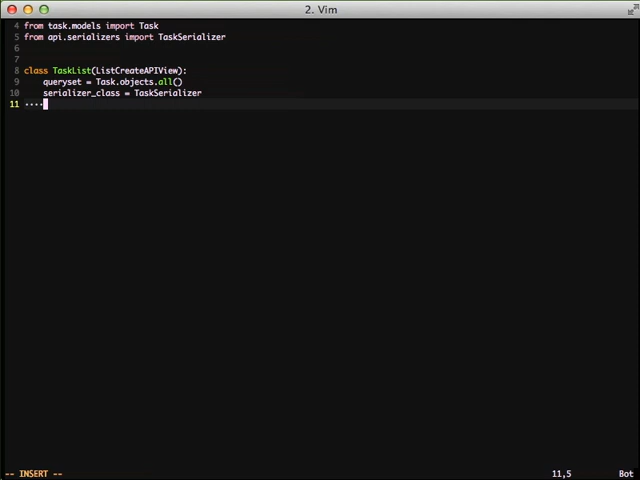 2. Vim
4 from task.models import Task
5 from api.serializers import TaskSerializer
6
7
8 class TaskList(ListCreateAPIView):
9 queryset = Task.objects.all()
10 serializer_class = TaskSerializer
11 ····
-- INSERT -- 11,5 Bot